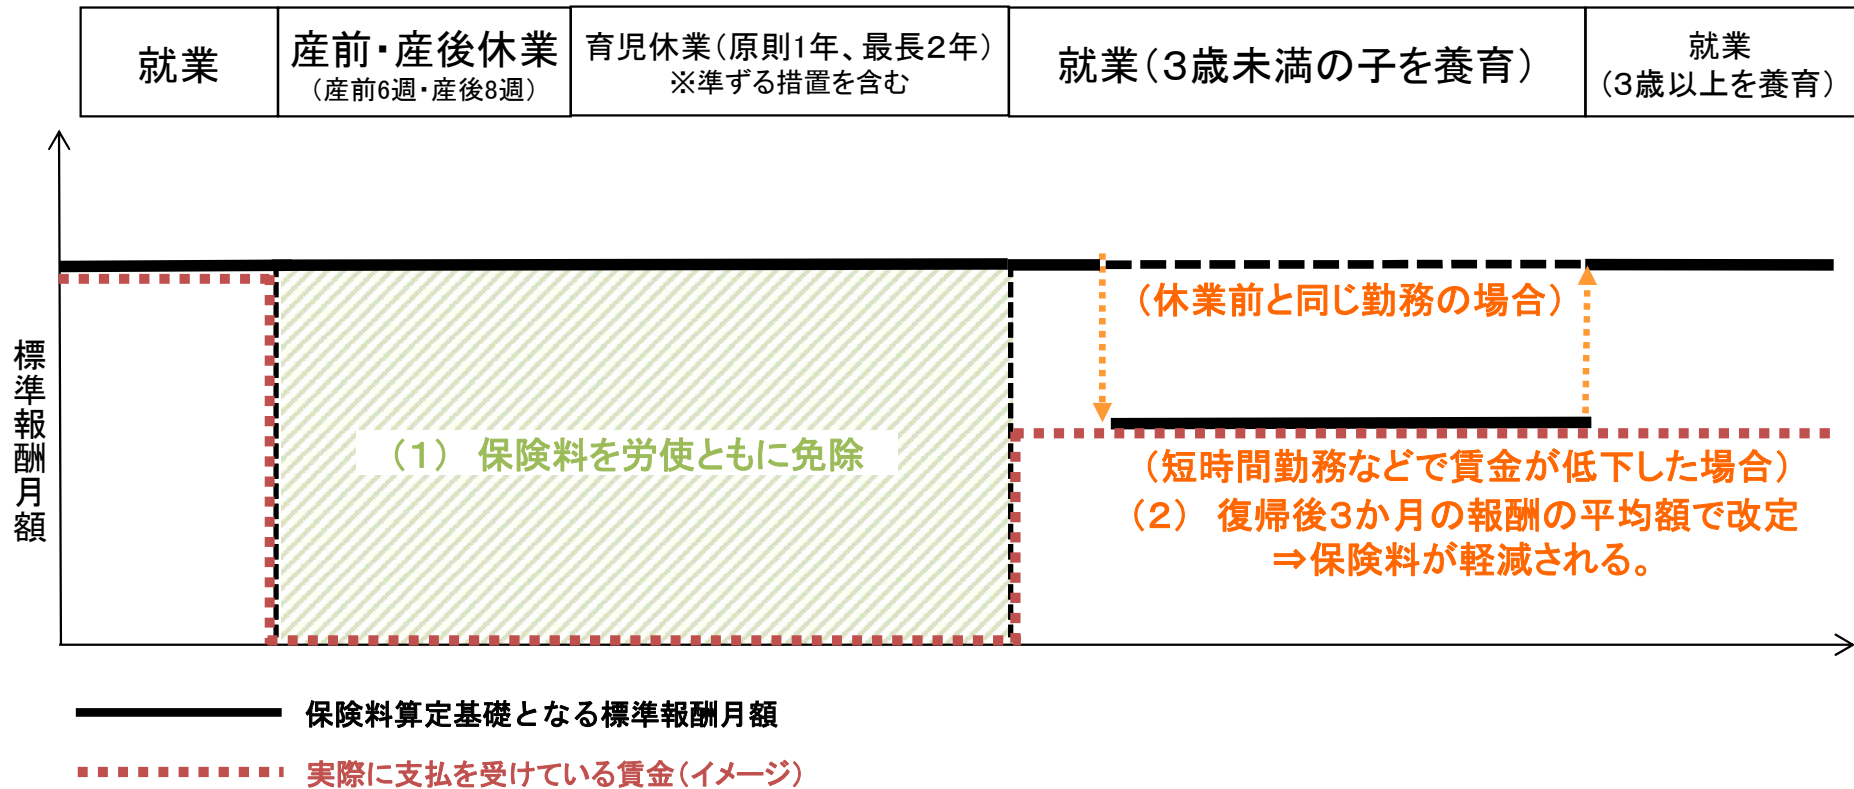 就業
産前・産後休業
(産前6週・産後8週)
育児休業(原則1年、最長2年)
※準ずる措置を含む
就業(3歳未満の子を養育)
就業
(3歳以上を養育)
標準報酬月額
(休業前と同じ勤務の場合)
(1) 保険料を労使ともに免除
(短時間勤務などで賃金が低下した場合)
(2) 復帰後3か月の報酬の平均額で改定
⇒保険料が軽減される。
保険料算定基礎となる標準報酬月額
実際に支払を受けている賃金(イメージ)